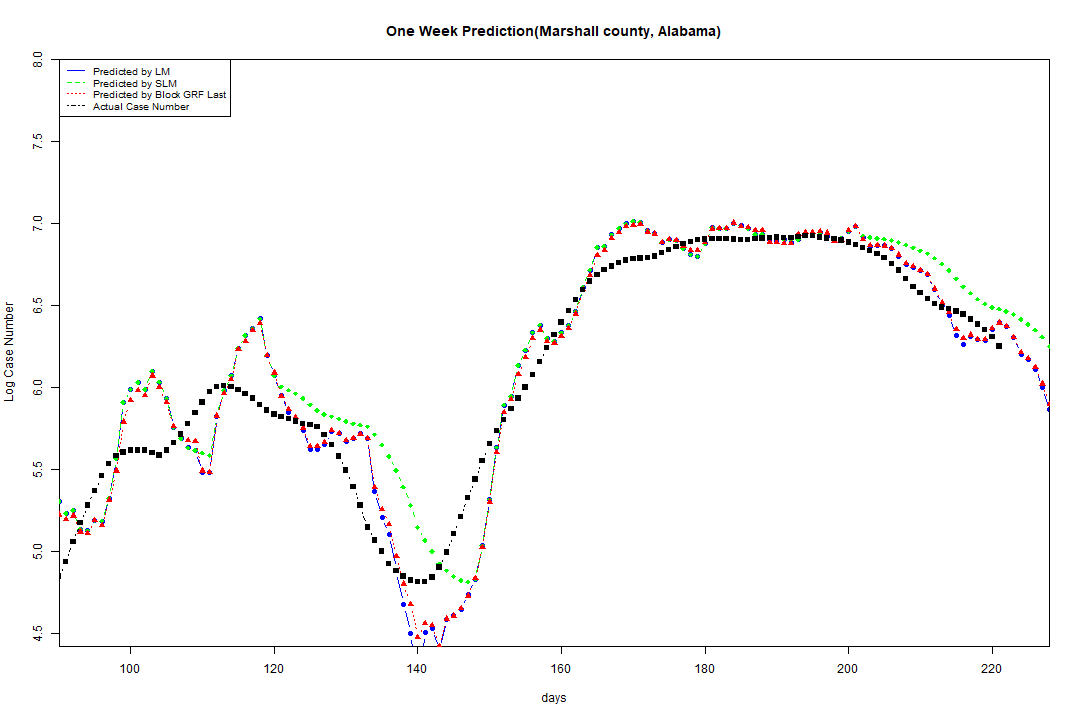 One Week Prediction(Marshall county, Alabama)
Predicted by LM
Predicted by SLM
Predicted by Block GRF Last
Actual Case Number
8.0
7.5
7.0
6.5
6.0
5.5
5.0
4.5
Log Case Number
100 120 140 160 180 200 220
days